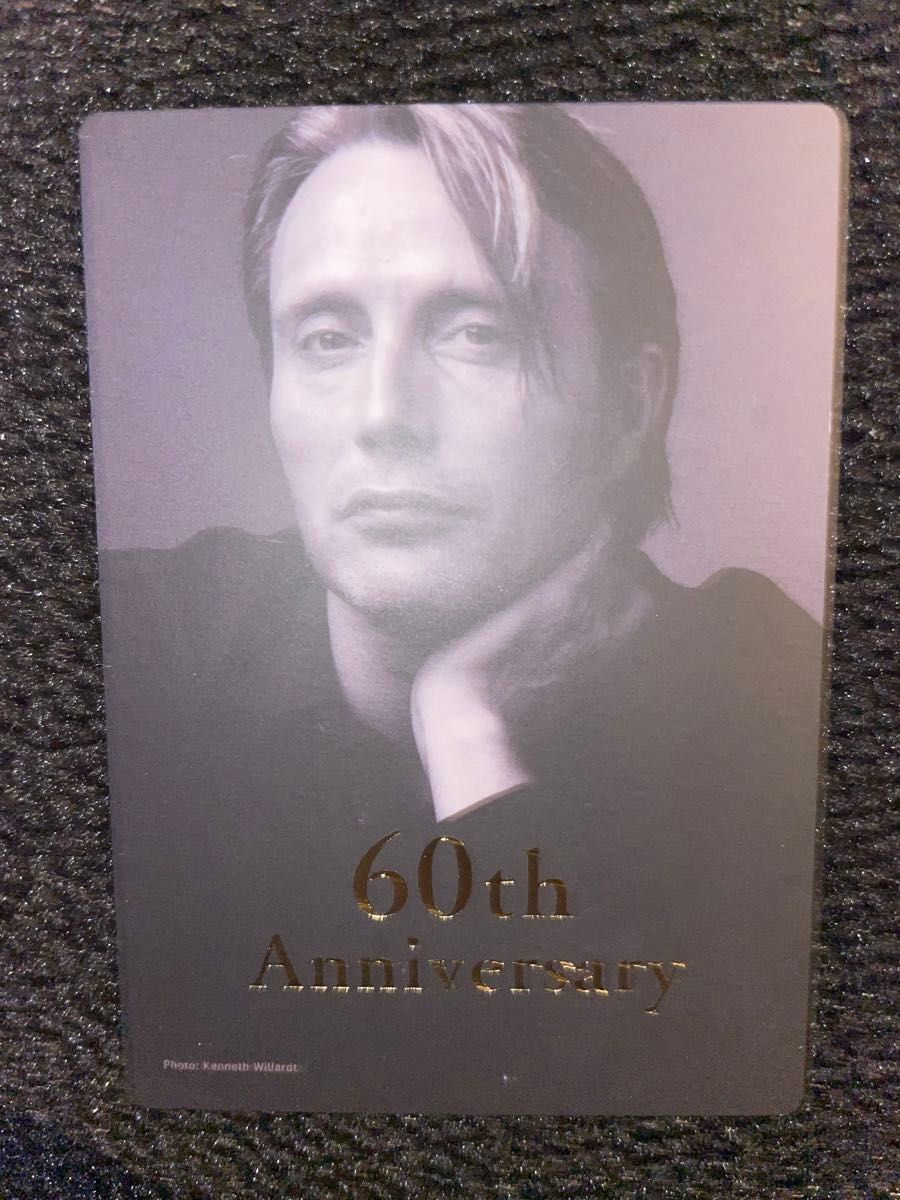 60th
Anniversary
Photo: Kenneth Willardt